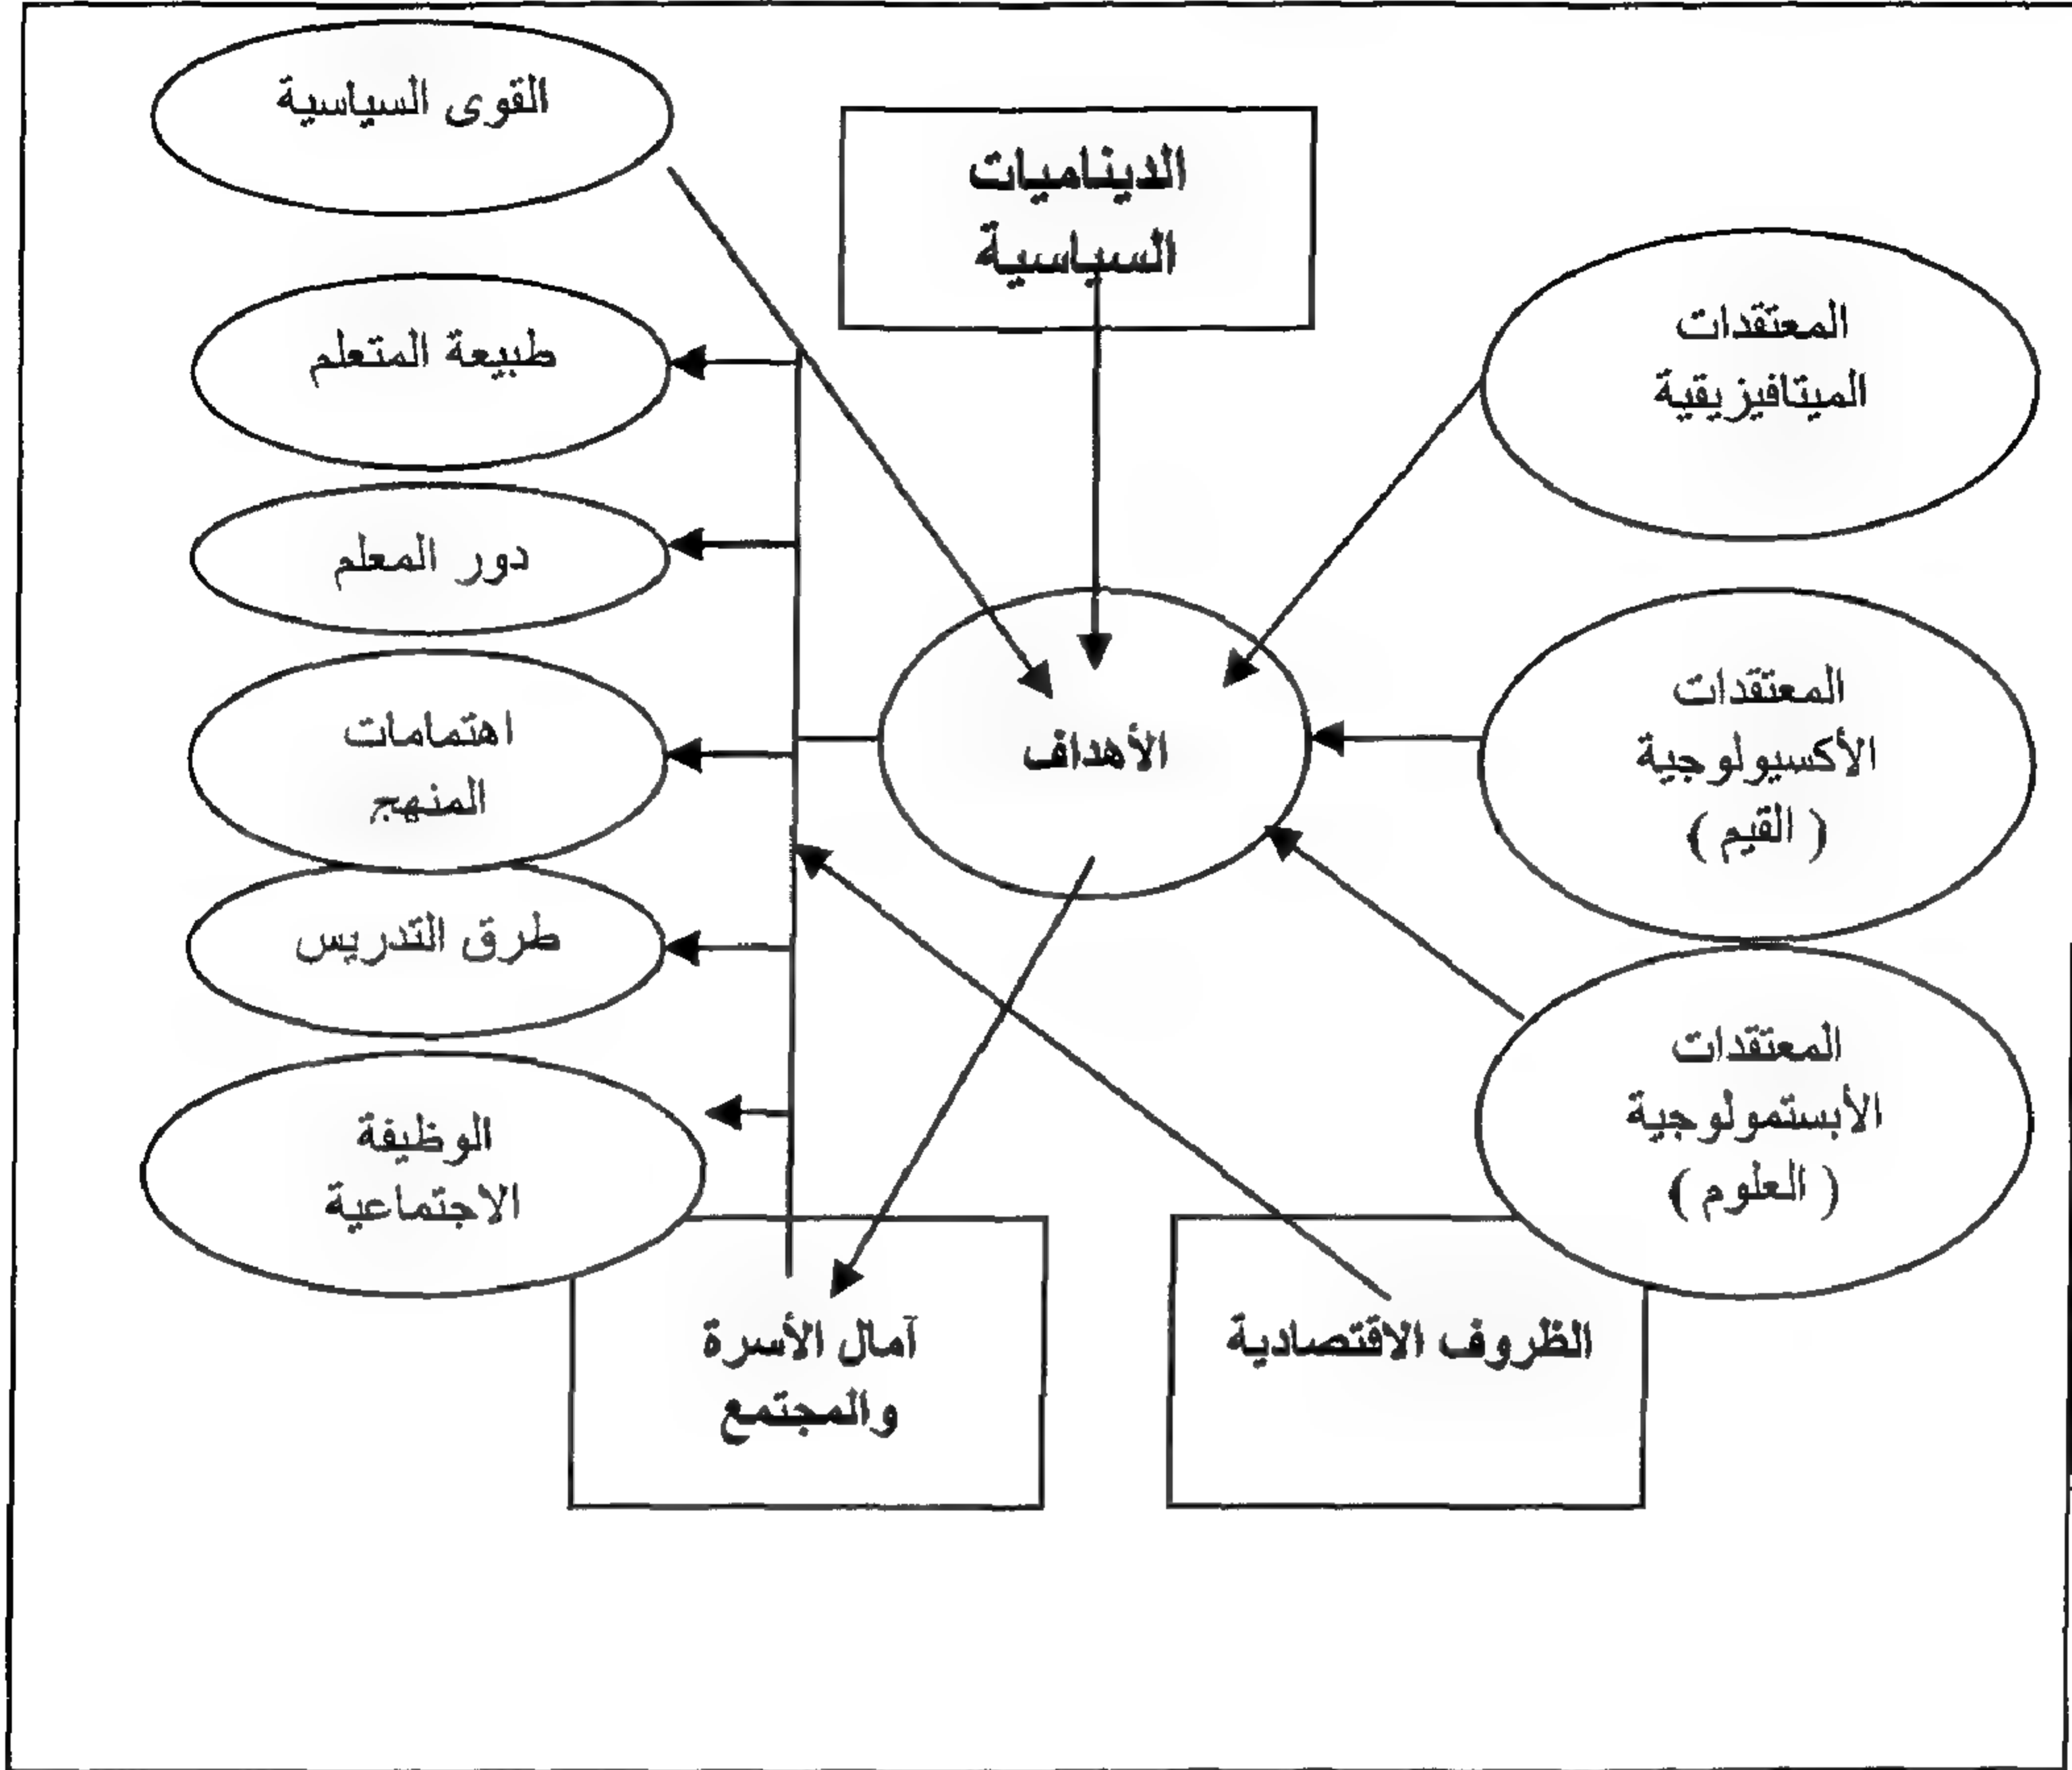 القوى السياسية
الديناميات
السياسية
المعتقدات
الميتافيزيقية
طبيعة المتعلم
دور المعلم
المعتقدات
الأكسيولوجية
( القيم )
الأهداف
اهتمامات
المنهج
طرق التدريس
المعتقدات
الأبستمولوجية
( العلوم )
الوظيفة
الاجتماعية
الظروف الاقتصادية
آمال الأسرة
والمجتمع